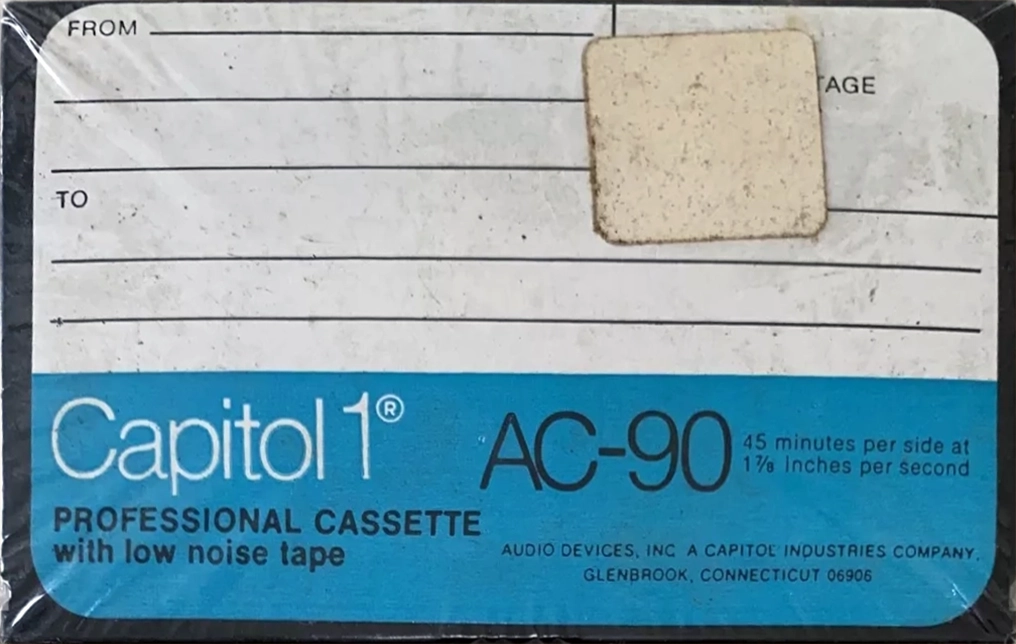 FROM
TAGE
TO
Capitol 1®
AC-90
45 minutes per side at
1⅞ inches per second
PROFESSIONAL CASSETTE
with low noise tape
AUDIO DEVICES, INC A CAPITOL INDUSTRIES COMPANY.
GLENBROOK, CONNECTICUT 06906